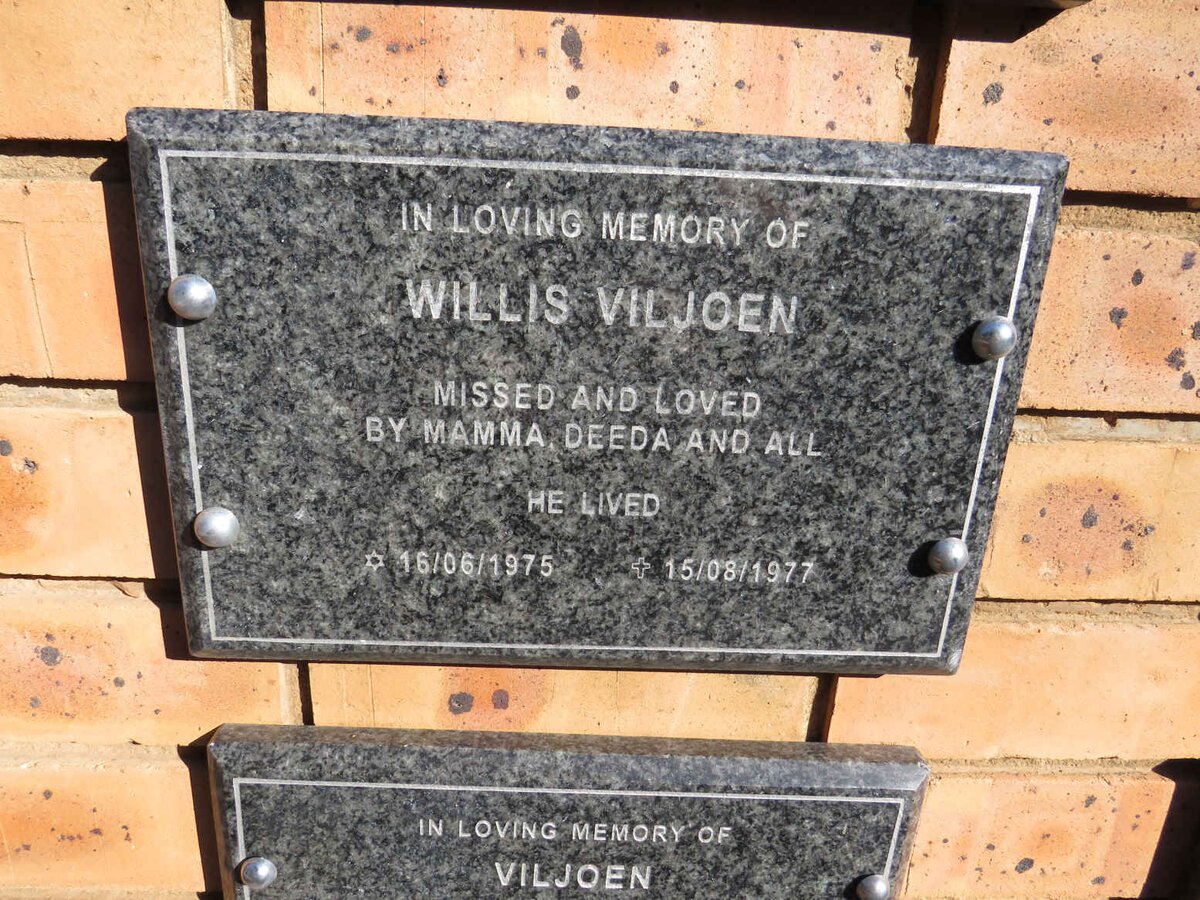 IN LOVING MEMORY OF
WILLIS VILJOEN
MISSED AND LOVED
BY MAMMA, DEEDA AND ALL
HE LIVED
✡ 16/06/1975 ✝ 15/08/1977
IN LOVING MEMORY OF
VILJOEN